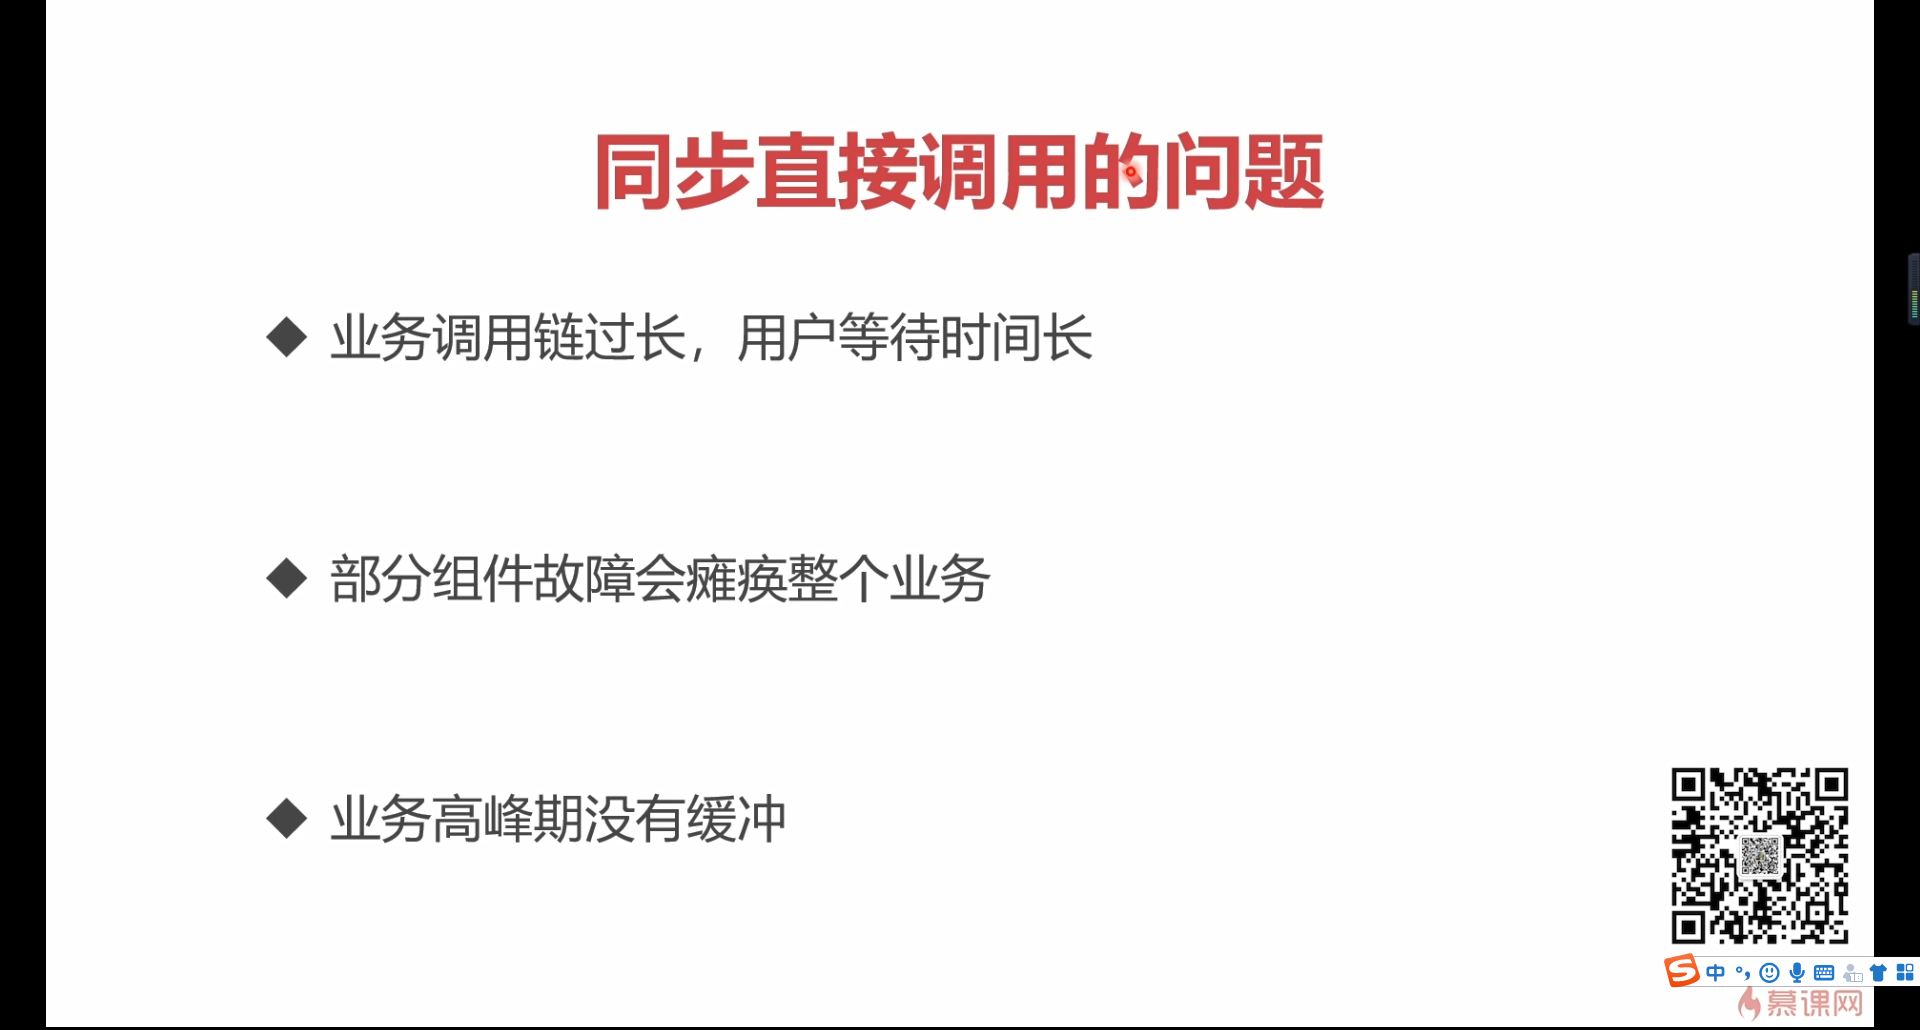 同步直接调用的问题
◆ 业务调用链过长，用户等待时间长
◆ 部分组件故障会瘫痪整个业务
◆ 业务高峰期没有缓冲
中
慕课网